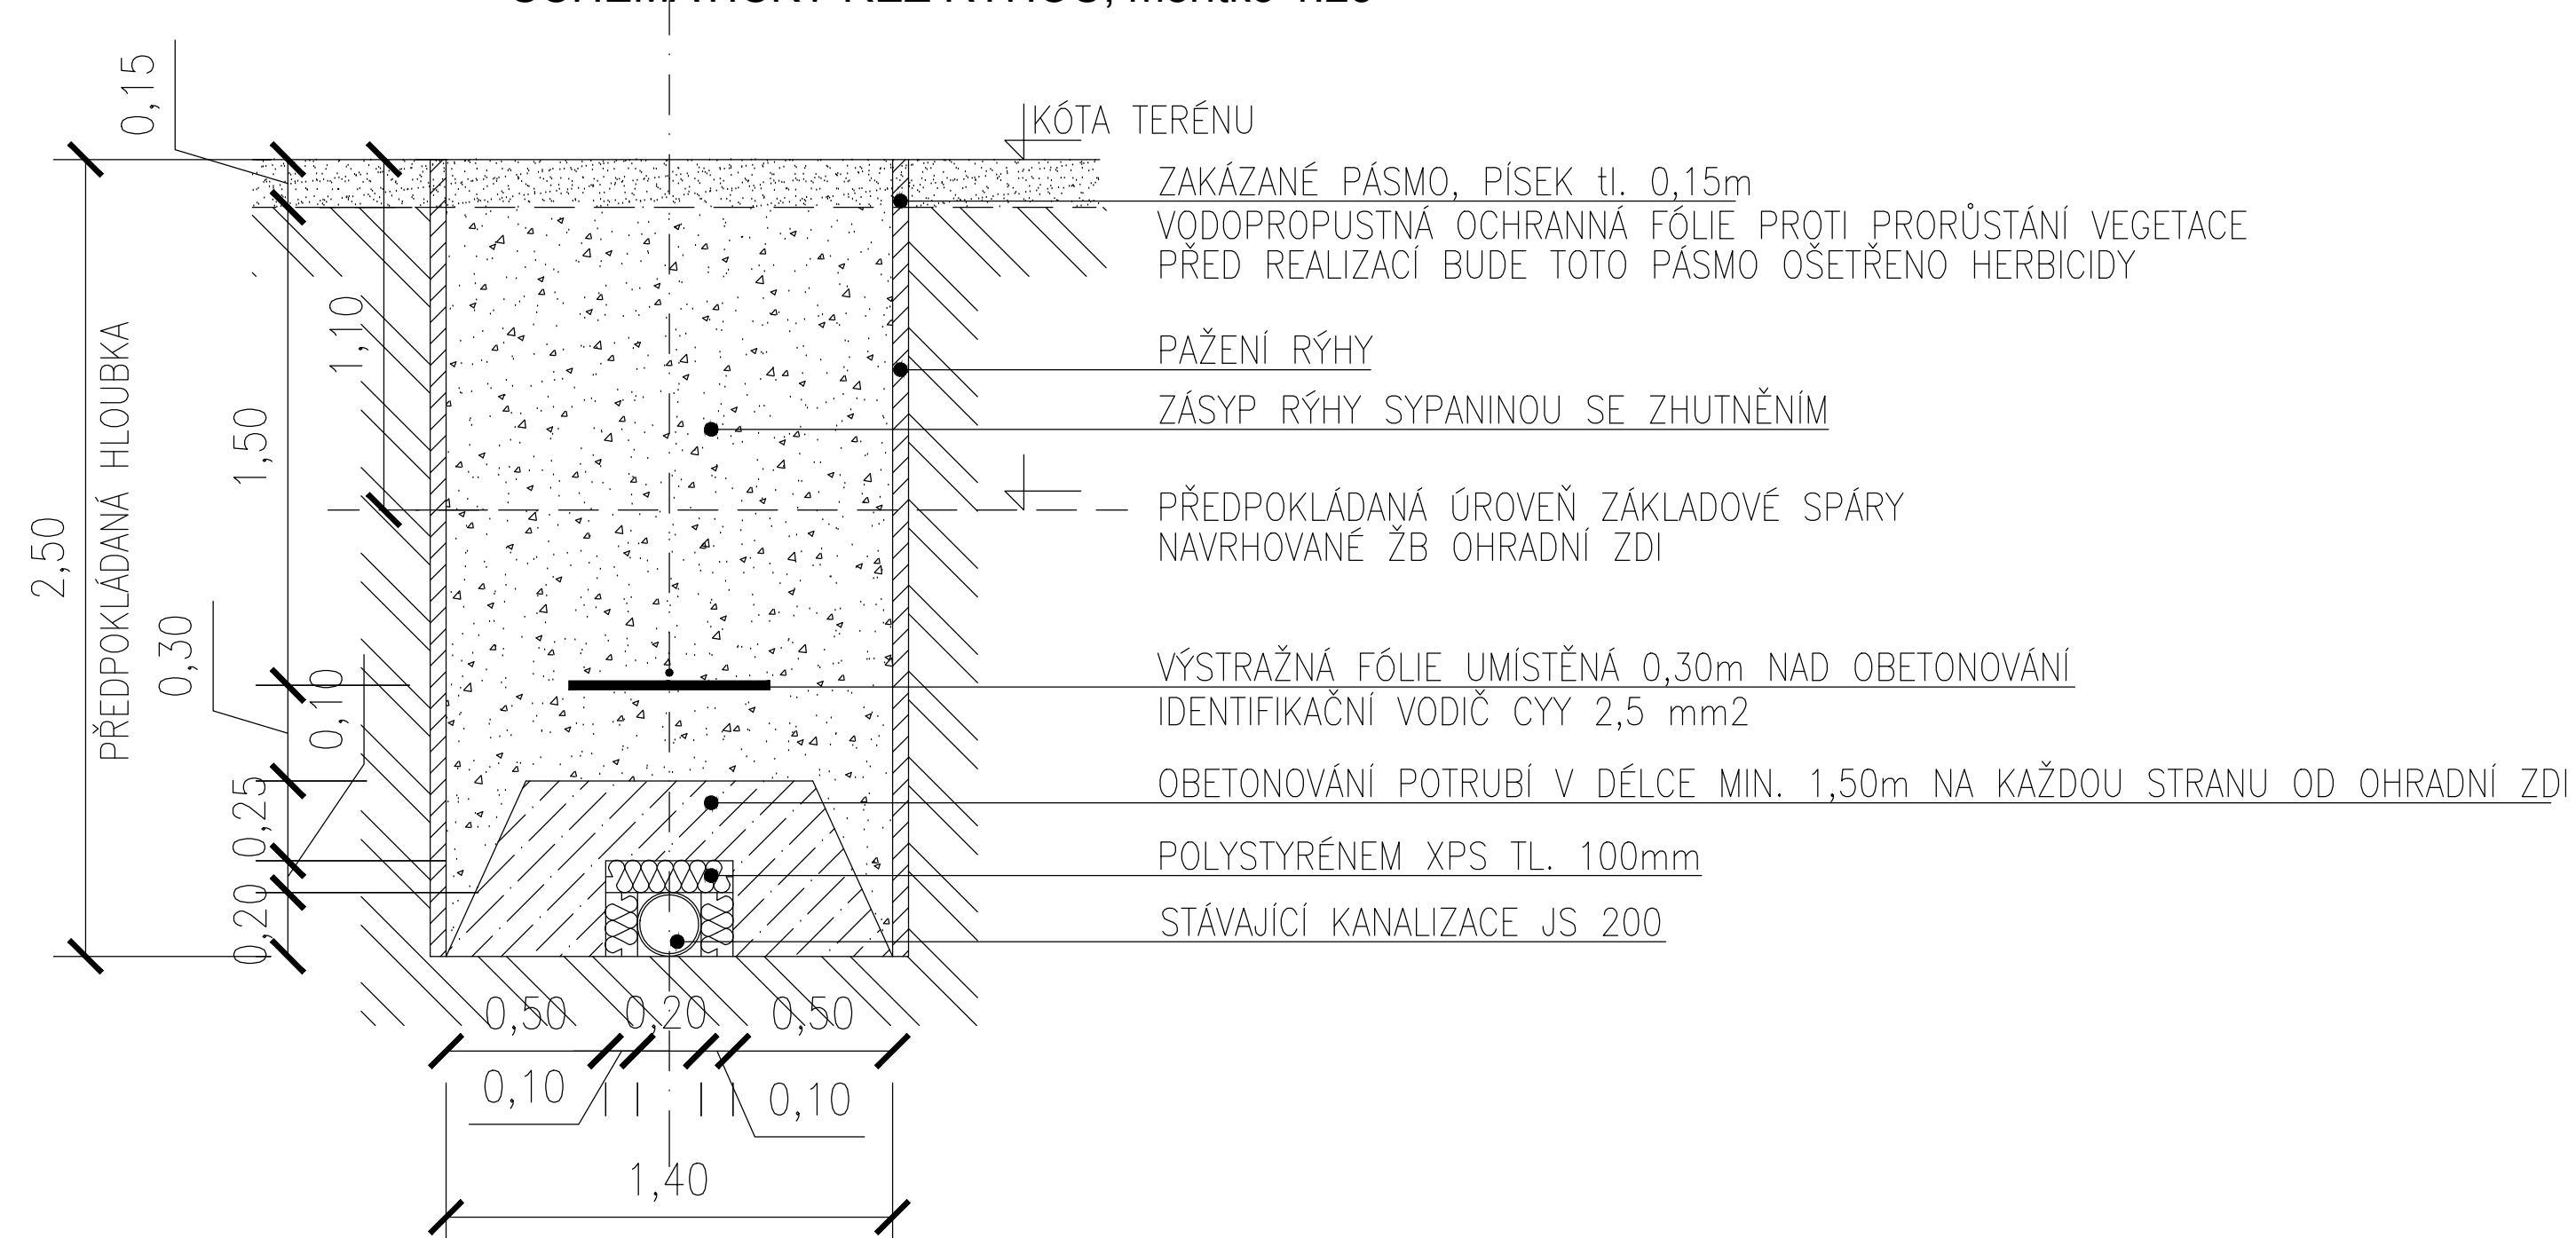 0,15
KÓTA TERÉNU
ZAKÁZANÉ PÁSMO, PÍSEK tl. 0,15m
VODOPROPUSTNÁ OCHRANNÁ FÓLIE PROTI PRORŮSTÁNÍ VEGETACE
PŘED REALIZACÍ BUDE TOTO PÁSMO OŠETŘENO HERBICIDY
PAŽENÍ RÝHY
ZÁSYP RÝHY SYPANINOU SE ZHUTNĚNÍM
PŘEDPOKLÁDANÁ ÚROVEŇ ZÁKLADOVÉ SPÁRY
NAVRHOVANÉ ŽB OHRADNÍ ZDI
VÝSTRAŽNÁ FÓLIE UMÍSTĚNÁ 0,30m NAD OBETONOVÁNÍ
IDENTIFIKAČNÍ VODIČ CYY 2,5 mm2
OBETONOVÁNÍ POTRUBÍ V DÉLCE MIN. 1,50m NA KAŽDOU STRANU OD OHRADNÍ ZDI
POLYSTYRÉNEM XPS TL. 100mm
STÁVAJÍCÍ KANALIZACE JS 200
2,50
PŘEDPOKLÁDANÁ HLOUBKA
1,10
1,50
0,30
0,10
0,25
0,20
0,50
0,20
0,50
0,10
0,10
1,40